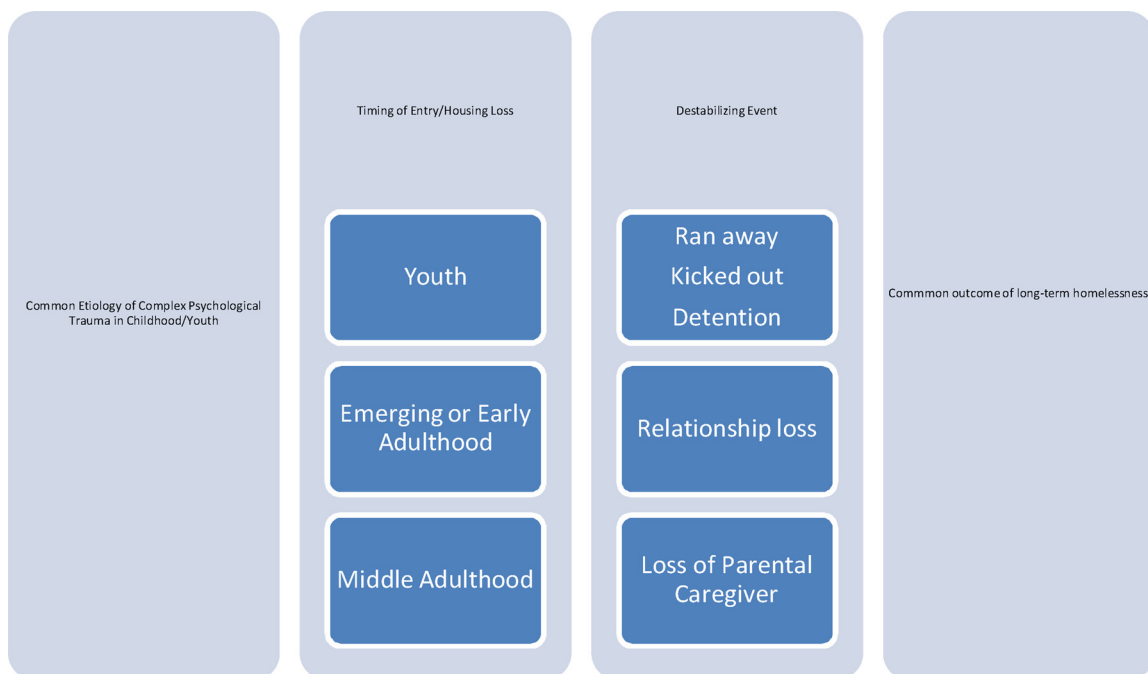 Common Etiology of Complex Psychological
Trauma in Childhood/Youth
Timing of Entry/Housing Loss
Youth
Emerging or Early
Adulthood
Middle Adulthood
Destabilizing Event
Ran away
Kicked out
Detention
Relationship loss
Loss of Parental
Caregiver
Commmon outcome of long-term homelessness